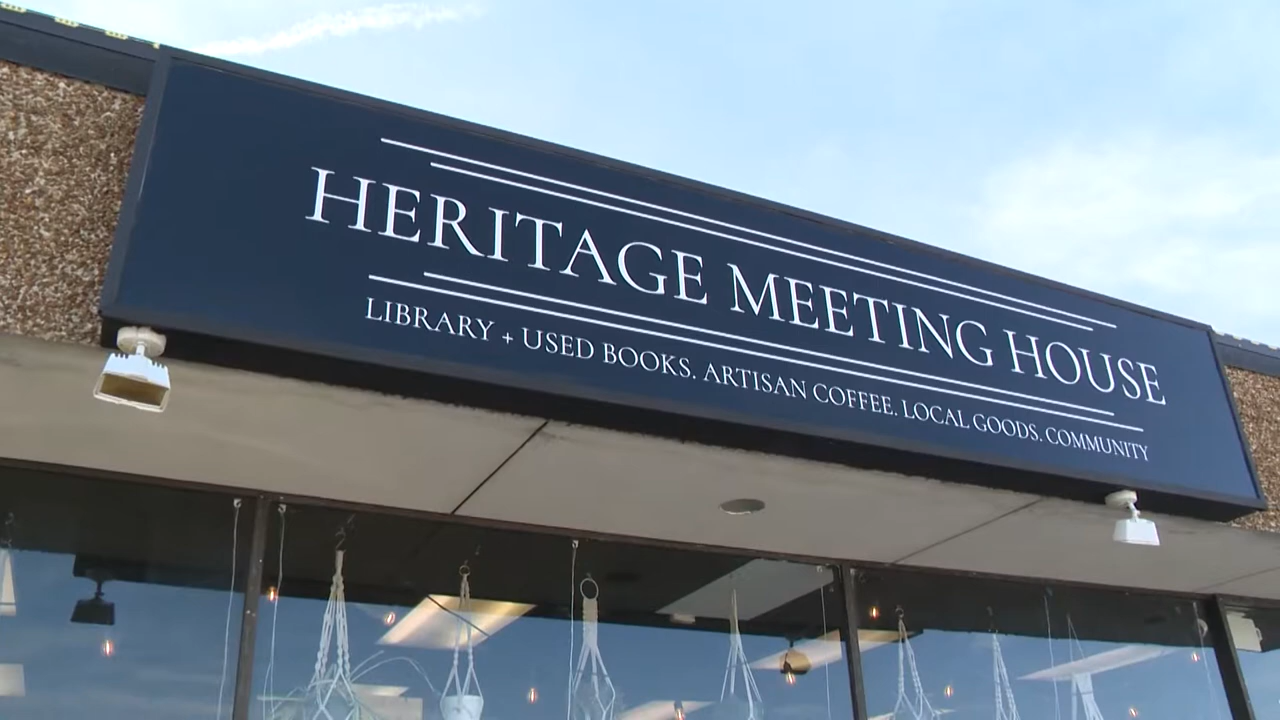 HERITAGE MEETING HOUSE
LIBRARY + USED BOOKS. ARTISAN COFFEE. LOCAL GOODS. COMMUNITY